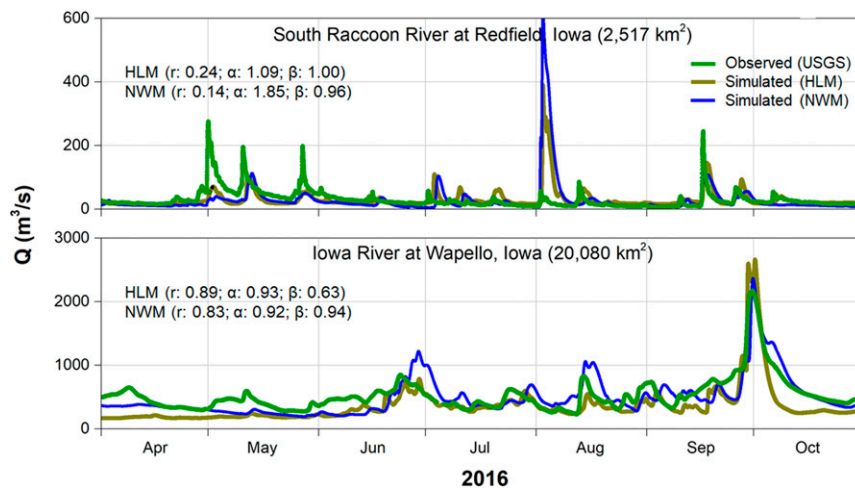 600
South Raccoon River at Redfield, Iowa (2,517 km²)
HLM (r: 0.24; α: 1.09; β: 1.00)
NWM (r: 0.14; α: 1.85; β: 0.96)
Observed (USGS)
Simulated (HLM)
Simulated (NWM)
400
200
0
Q (m³/s)
3000
Iowa River at Wapello, Iowa (20,080 km²)
HLM (r: 0.89; α: 0.93; β: 0.63)
NWM (r: 0.83; α: 0.92; β: 0.94)
2000
1000
0
Apr May Jun Jul Aug Sep Oct
2016